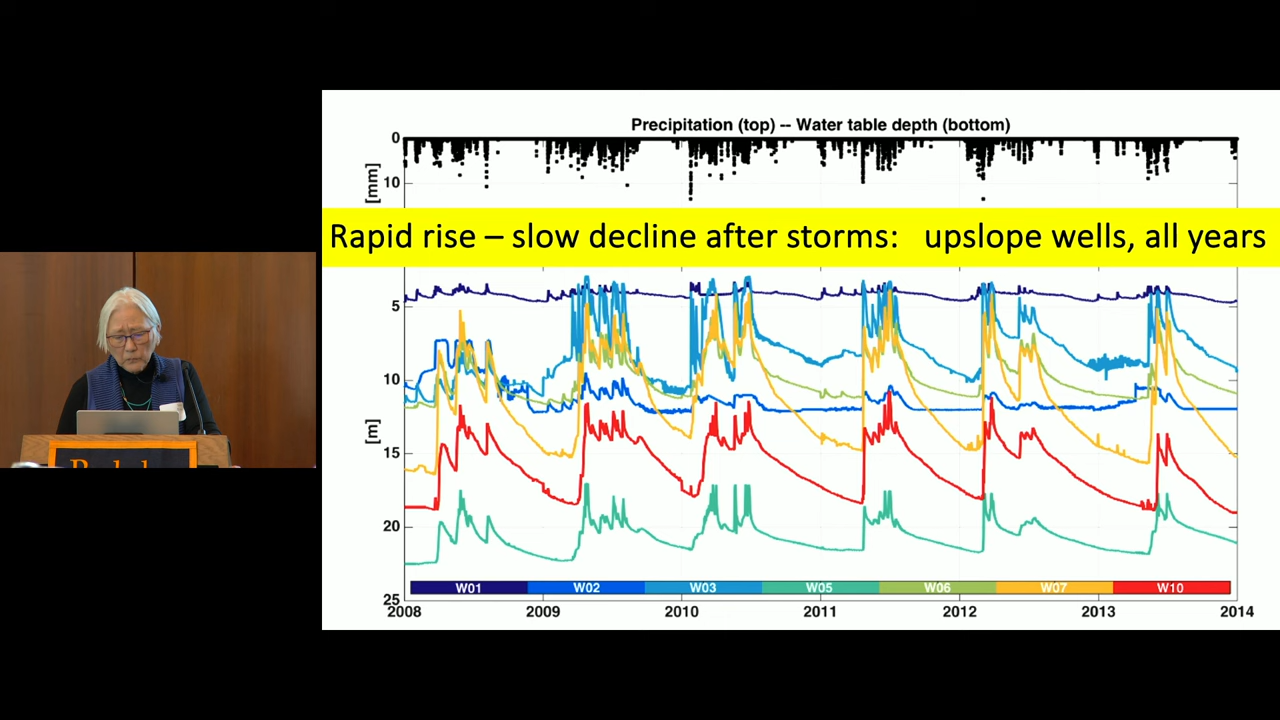 Precipitation (top) -- Water table depth (bottom)
0
10
[mm]
Rapid rise – slow decline after storms: upslope wells, all years
5
10
15
20
25
[m]
W01 W02 W03 W05 W06 W07 W10
2008 2009 2010 2011 2012 2013 2014